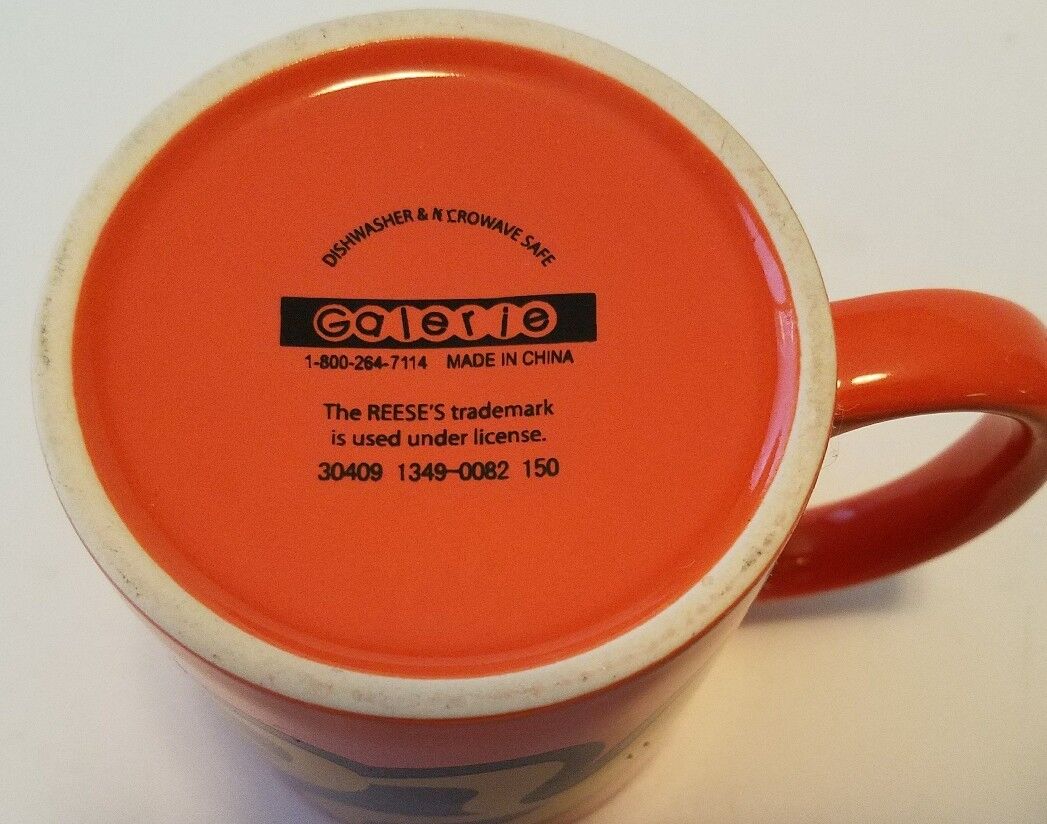 DISHWASHER & MICROWAVE SAFE
Galerie
1-800-264-7114 MADE IN CHINA
The REESE'S trademark
is used under license.
30409 1349-0082 150